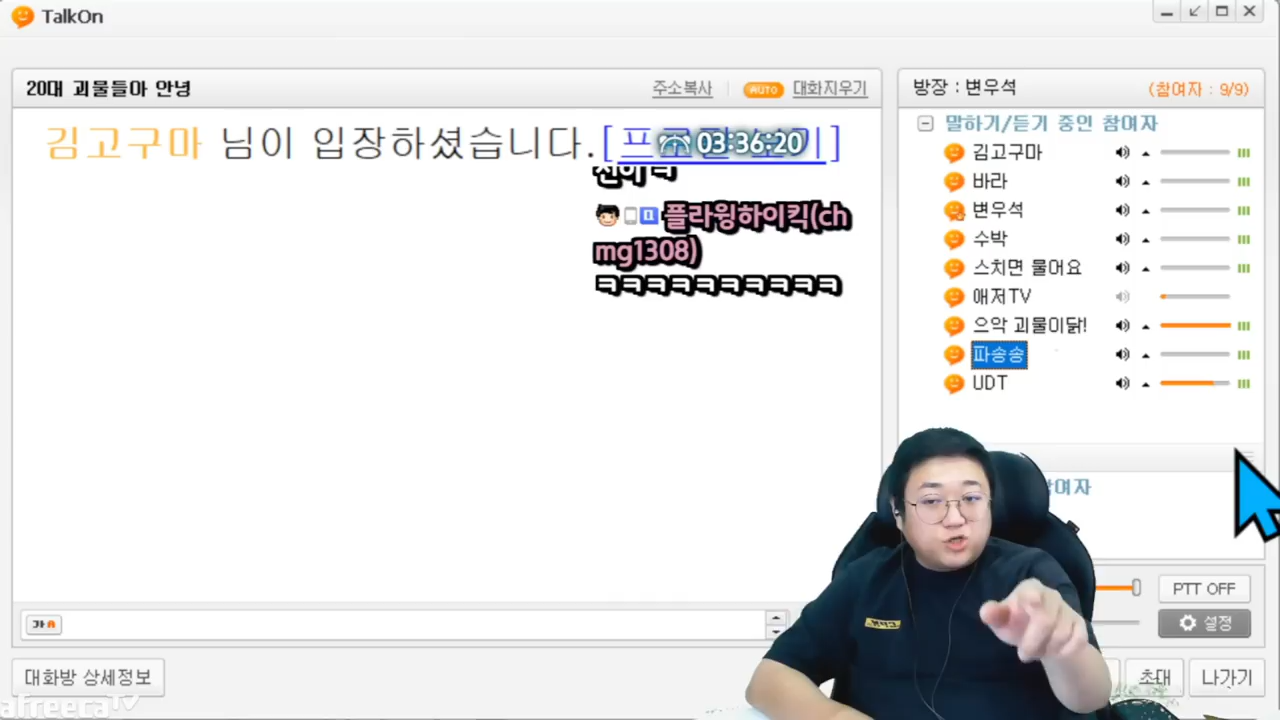 TalkOn
20대 괴물들아 안녕
주소복사
AUTO
대화지우기
김고구마 님이 입장하셨습니다.
03:36:20
플라윙하이킥(ch
mg1308)
ㅋㅋㅋㅋㅋㅋㅋㅋㅋㅋ
방장 : 변우석
(참여자 : 9/9)
말하기/듣기 중인 참여자
김고구마
바라
변우석
수박
스치면 물어요
애저TV
으악 괴물이닭!
파송송
UDT
여자
PTT OFF
설정
가A
대화방 상세정보
초대
나가기
afreecaTV